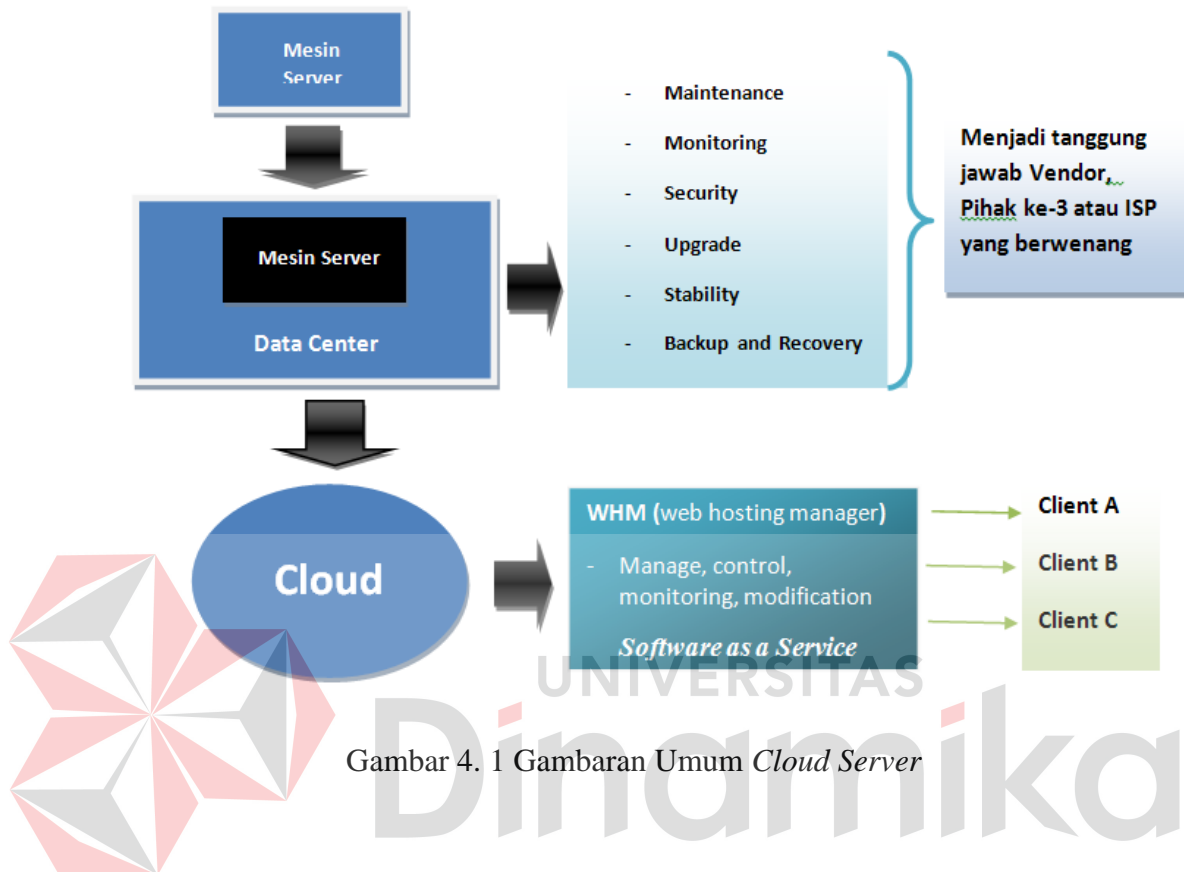 Mesin
Server
Mesin Server
Data Center
- Maintenance
- Monitoring
- Security
- Upgrade
- Stability
- Backup and Recovery
Menjadi tanggung
jawab Vendor,
Pihak ke-3 atau ISP
yang berwenang
Cloud
WHM (web hosting manager)
- Manage, control,
monitoring, modification
Software as a Service
Client A
Client B
Client C
UNIVERSITAS
Dinamika
Gambar 4. 1 Gambaran Umum Cloud Server